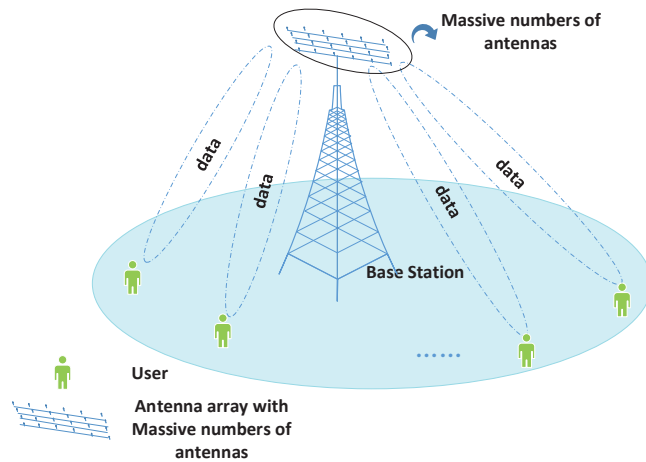 Massive numbers of
antennas
data
data
data
data
Base Station
......
User
Antenna array with
Massive numbers of
antennas